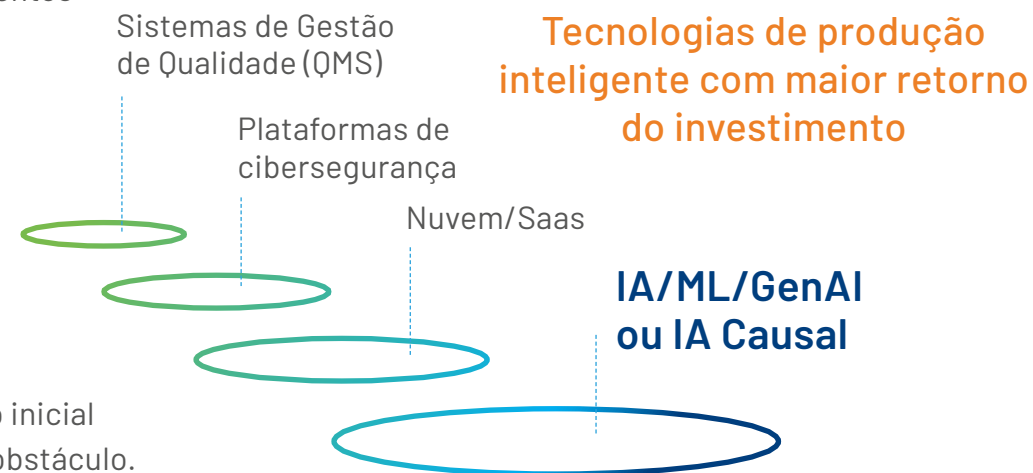 Sistemas de Gestão
de Qualidade (QMS)
Tecnologias de produção
inteligente com maior retorno
do investimento
Plataformas de
cibersegurança
Nuvem/Saas
IA/ML/GenAI
ou IA Causal
inicial
obstáculo.